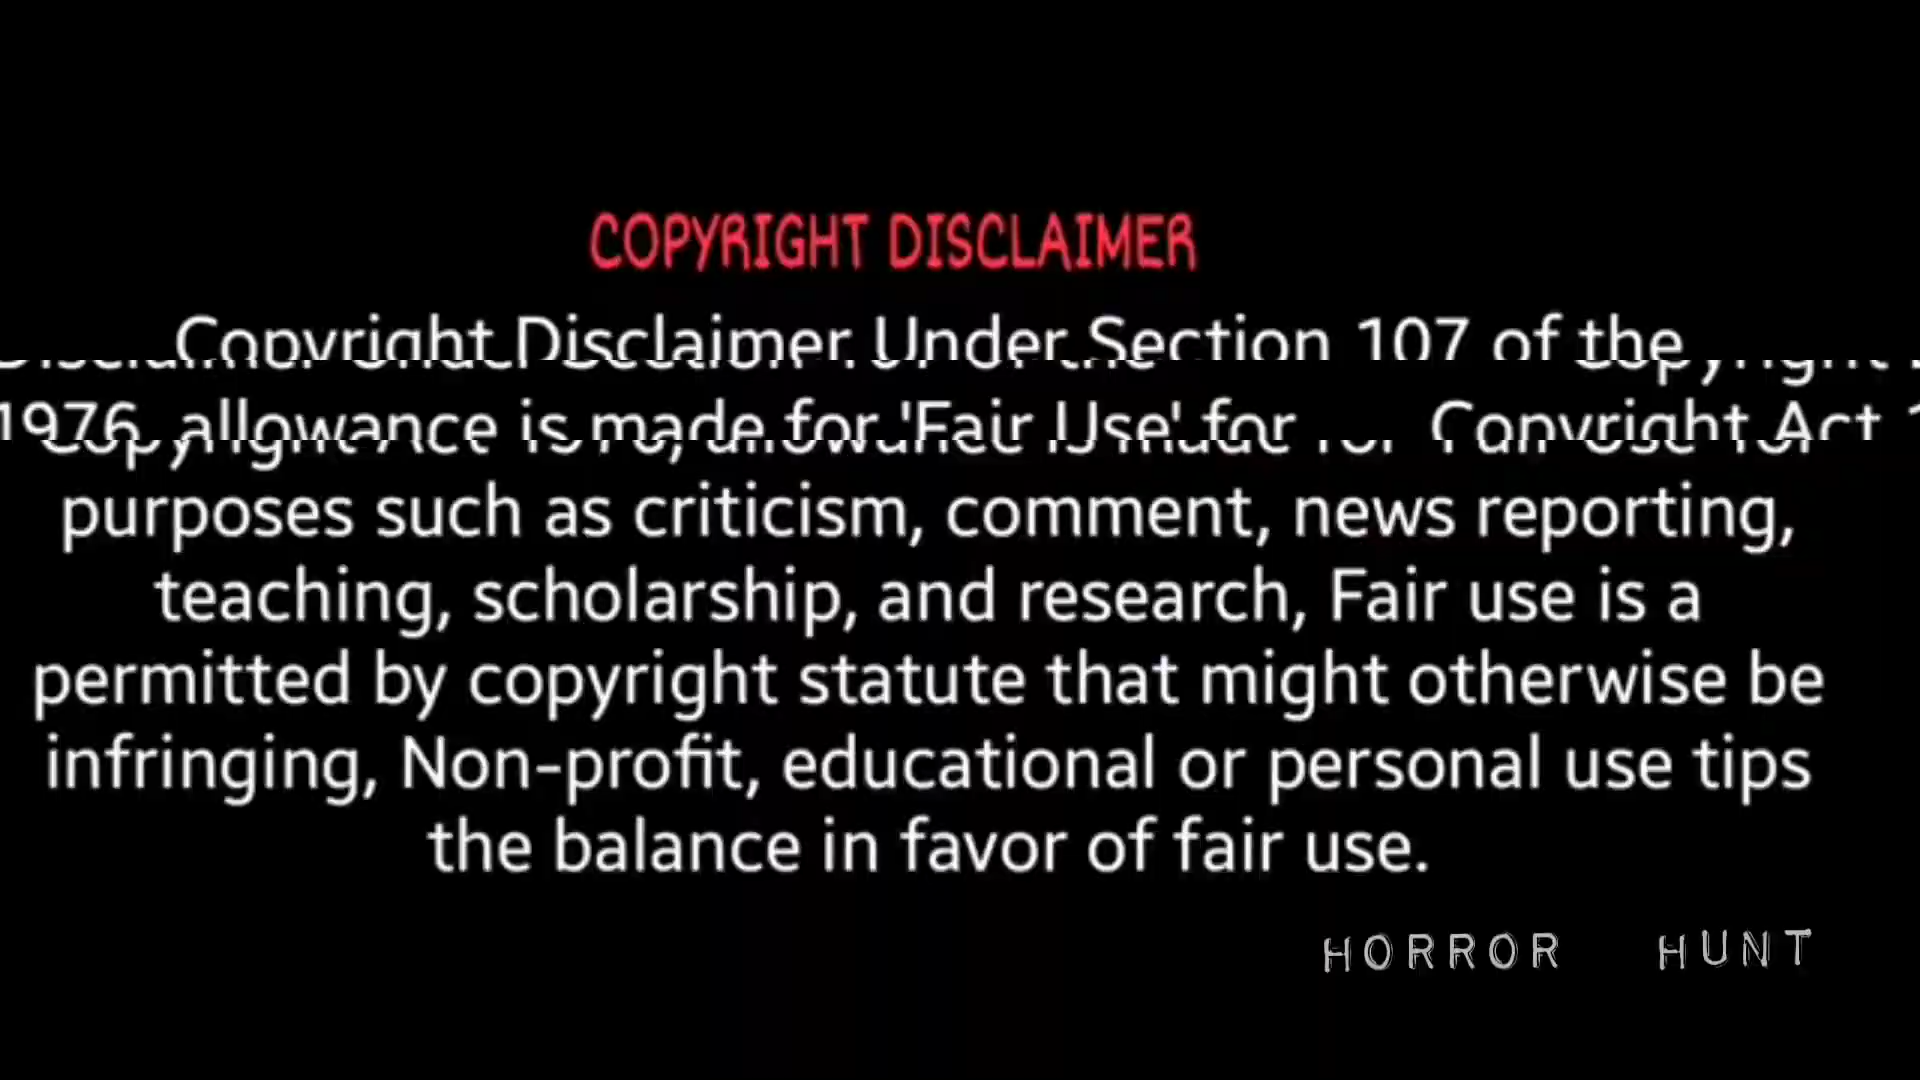 COPYRIGHT DISCLAIMER
Copyright Disclaimer Under Section 107 of the
1976, allowance is made for 'Fair Use' for Copyright Act
purposes such as criticism, comment, news reporting,
teaching, scholarship, and research, Fair use is a
permitted by copyright statute that might otherwise be
infringing, Non-profit, educational or personal use tips
the balance in favor of fair use.
HORROR HUNT